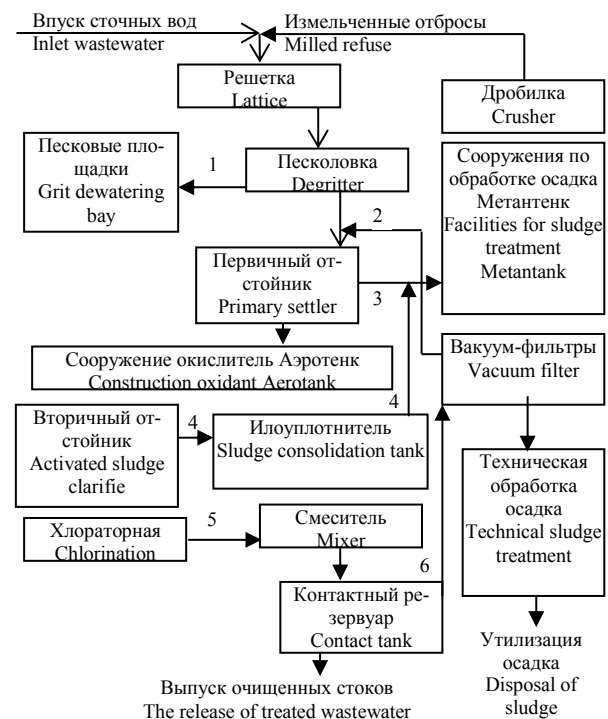 Впуск сточных вод
Inlet wastewater
Измельченные отбросы
Milled refuse
Решетка
Lattice
Дробилка
Crusher
Песковые пло-
щадки
Grit dewatering
bay
1
Песколовка
Degritter
Сооружения по
обработке осадка
Метантенк
Facilities for sludge
treatment
Metantank
2
Первичный от-
стойник
Primary settler
3
Сооружение окислитель Аэротенк
Construction oxidant Aerotank
Вакуум-фильтры
Vacuum filter
Вторичный от-
стойник
Activated sludge
clarifie
4
Илоуплотнитель
Sludge consolidation tank
4
Техническая
обработка
осадка
Technical sludge
treatment
Хлораторная
Chlorination
5
Смеситель
Mixer
6
Контактный ре-
зервуар
Contact tank
Утилизация
осадка
Disposal of
sludge
Выпуск очищенных стоков
The release of treated wastewater